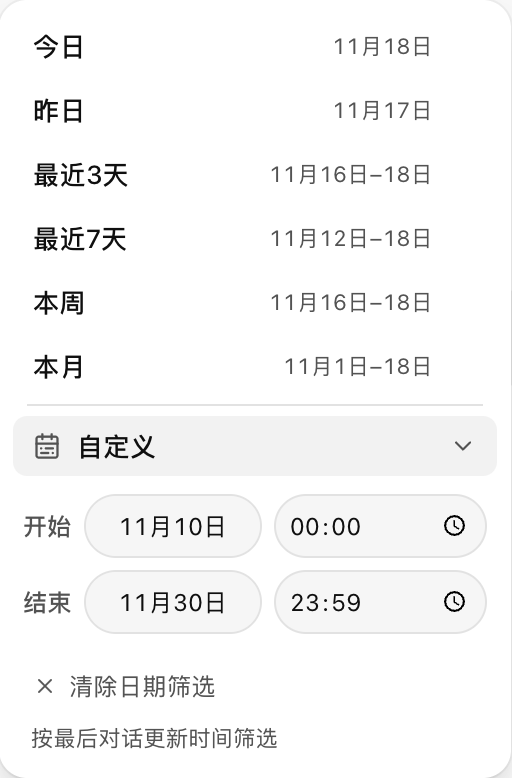 今日 11月18日
昨日 11月17日
最近3天 11月16日–18日
最近7天 11月12日–18日
本周 11月16日–18日
本月 11月1日–18日
自定义
开始 11月10日 00:00
结束 11月30日 23:59
清除日期筛选
按最后对话更新时间筛选